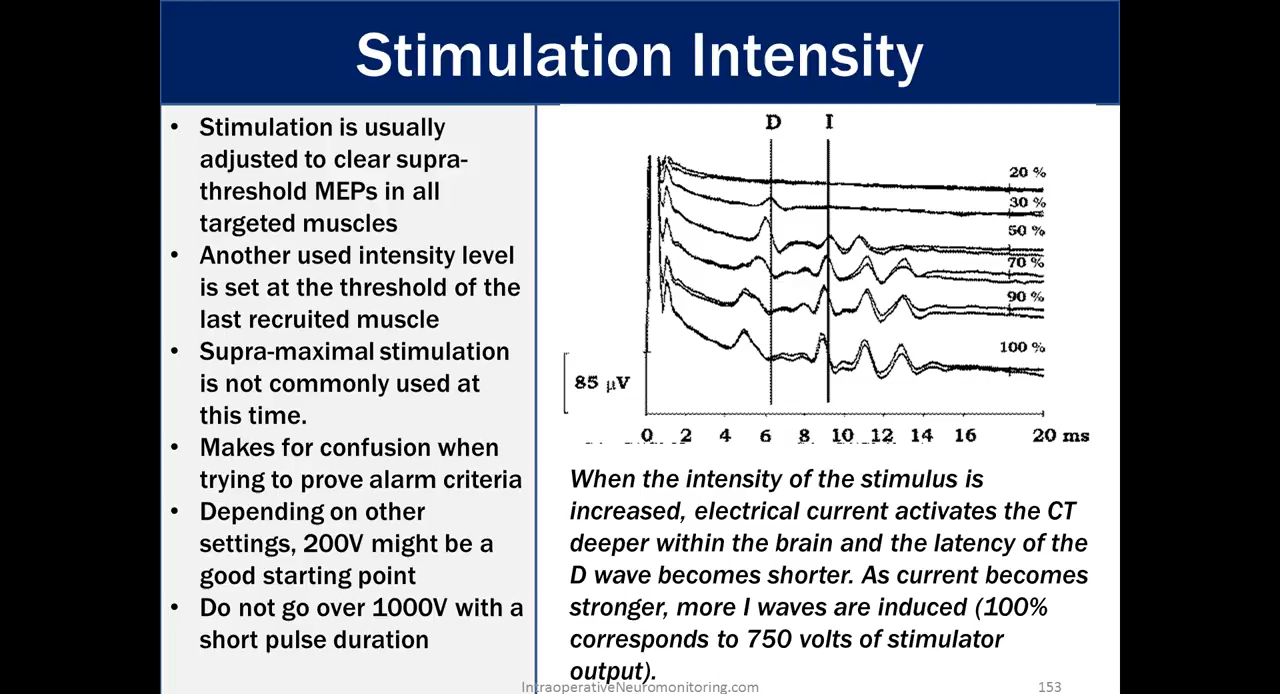 Stimulation Intensity
• Stimulation is usually
adjusted to clear supra-
threshold MEPs in all
targeted muscles
• Another used intensity level
is set at the threshold of the
last recruited muscle
• Supra-maximal stimulation
is not commonly used at
this time.
• Makes for confusion when
trying to prove alarm criteria
• Depending on other
settings, 200V might be a
good starting point
• Do not go over 1000V with a
short pulse duration
D I
20 %
30 %
50 %
70 %
90 %
100 %
85 µV
0 2 4 6 8 10 12 14 16 20 ms
When the intensity of the stimulus is
increased, electrical current activates the CT
deeper within the brain and the latency of the
D wave becomes shorter. As current becomes
stronger, more I waves are induced (100%
corresponds to 750 volts of stimulator
output).
IntraoperativeNeuromonitoring.com
153